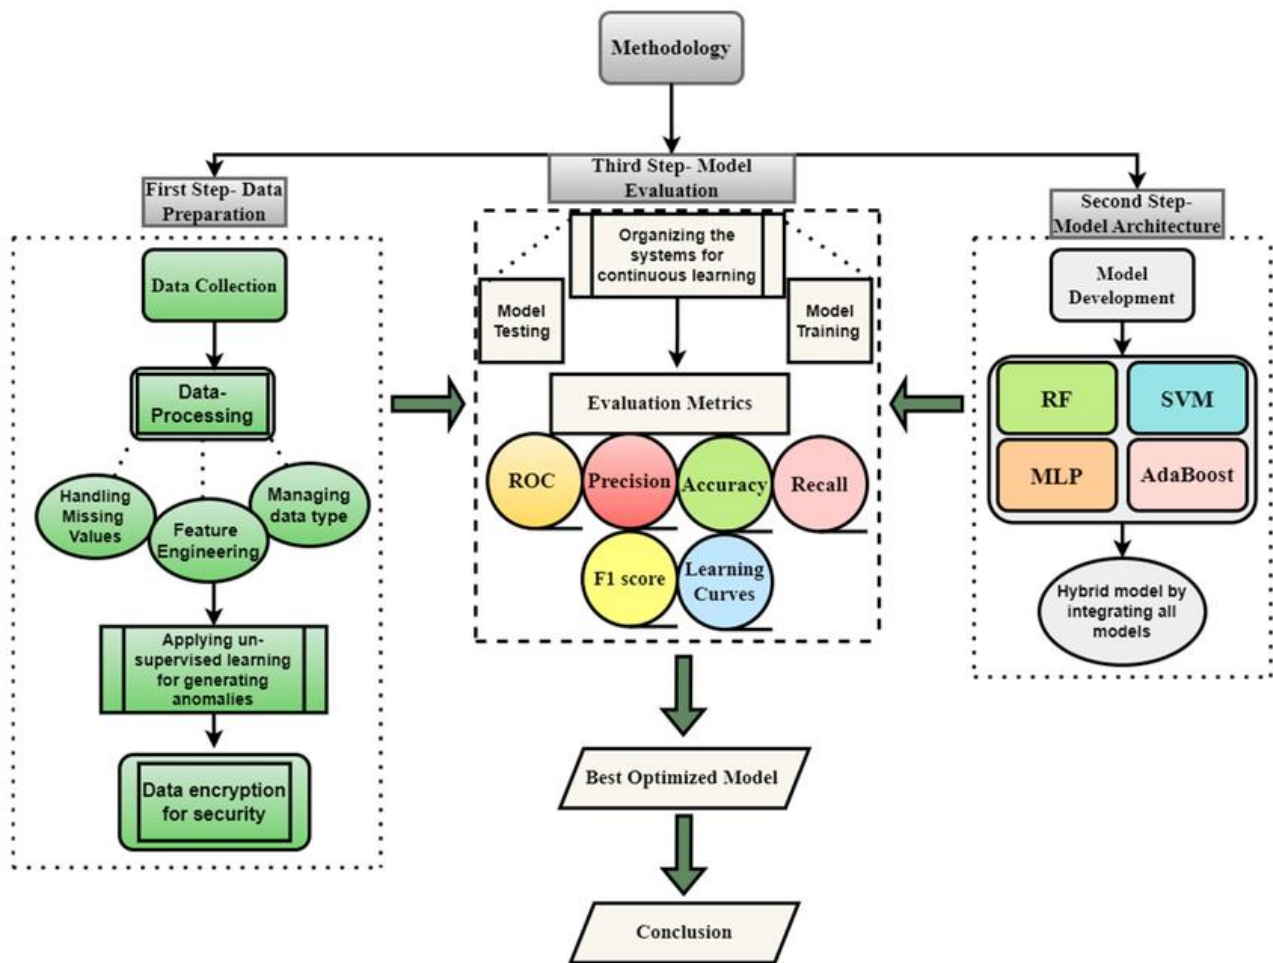 Methodology
First Step- Data
Preparation
Third Step- Model
Evaluation
Second Step-
Model Architecture
Data Collection
Data-
Processing
Handling
Missing
Values
Feature
Engineering
Managing
data type
Applying un-
supervised learning
for generating
anomalies
Data encryption
for security
Organizing the
systems for
continuous learning
Model
Testing
Model
Training
Evaluation Metrics
ROC
Precision
Accuracy
Recall
F1 score
Learning
Curves
Model
Development
RF
SVM
MLP
AdaBoost
Hybrid model by
integrating all
models
Best Optimized Model
Conclusion